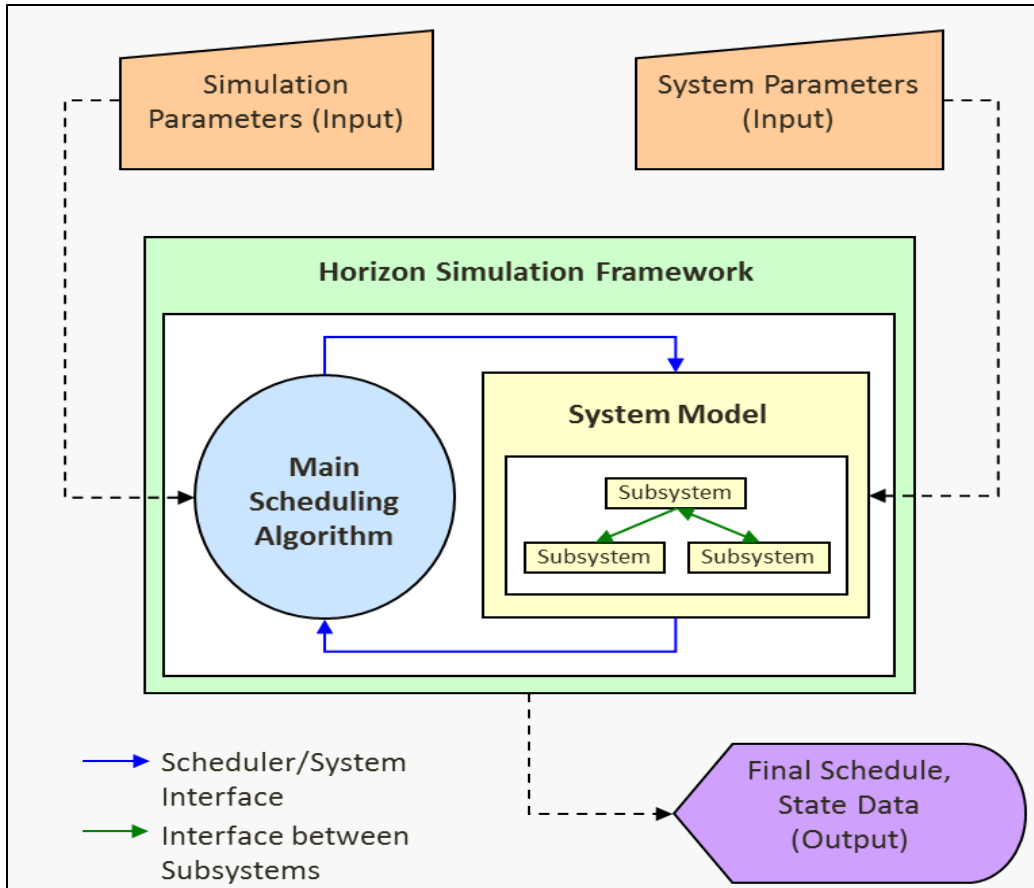 Simulation
Parameters (Input)
System Parameters
(Input)
Horizon Simulation Framework
Main
Scheduling
Algorithm
System Model
Subsystem
Subsystem
Subsystem
Scheduler/System
Interface
Interface between
Subsystems
Final Schedule,
State Data
(Output)